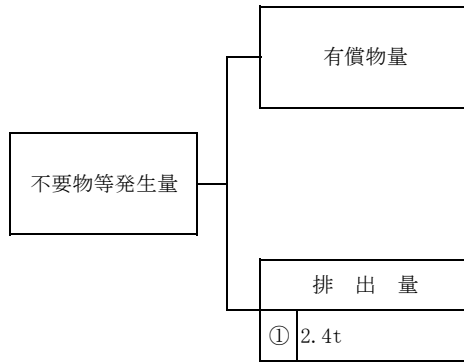 有償物量
不要物等発生量
排 出 量
① 2.4t